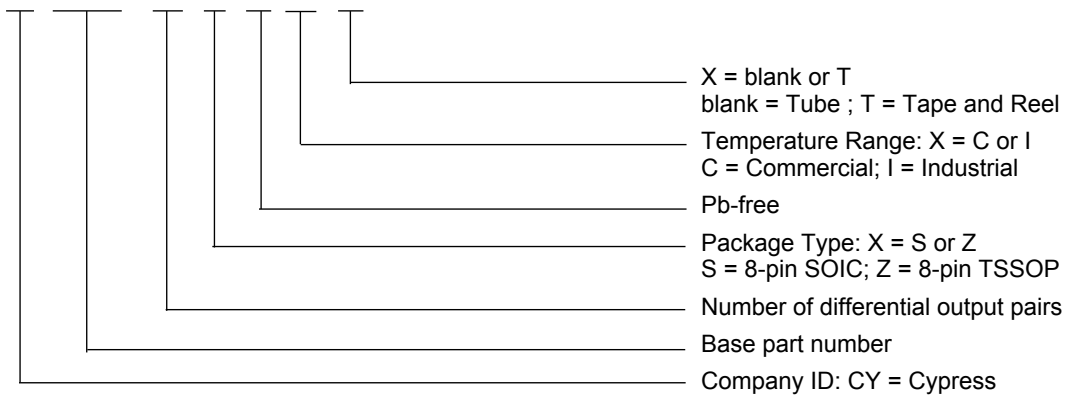 X = blank or T
blank = Tube ; T = Tape and Reel
Temperature Range: X = C or I
C = Commercial; I = Industrial
Pb-free
Package Type: X = S or Z
S = 8-pin SOIC; Z = 8-pin TSSOP
Number of differential output pairs
Base part number
Company ID: CY = Cypress